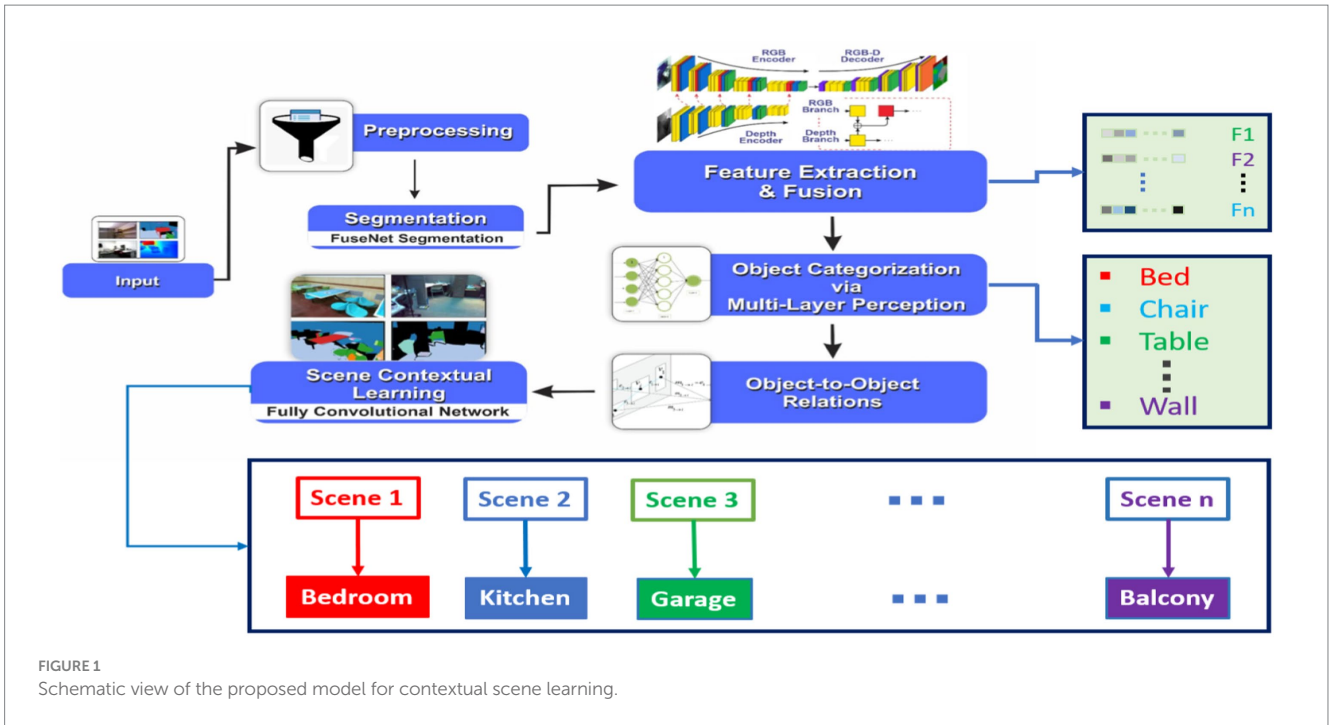 RGB
Encoder
RGB-D
Decoder
RGB
Branch
Depth
Branch
Depth
Encoder
Preprocessing
Segmentation
FuseNet Segmentation
Input
Feature Extraction
& Fusion
F1
F2
Fn
Object Categorization
via
Multi-Layer Perception
Bed
Chair
Table
Wall
Object-to-Object
Relations
Scene Contextual
Learning
Fully Convolutional Network
Scene 1
Scene 2
Scene 3
Scene n
Bedroom
Kitchen
Garage
Balcony
FIGURE 1
Schematic view of the proposed model for contextual scene learning.